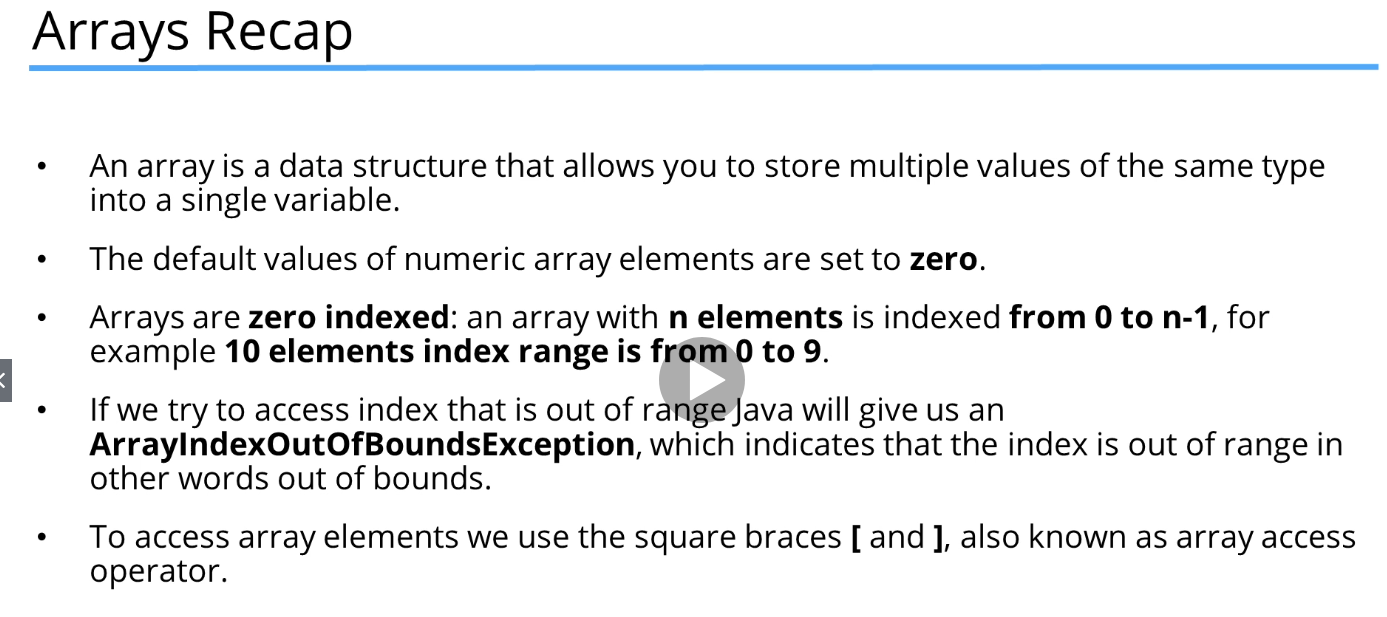 Arrays Recap
• An array is a data structure that allows you to store multiple values of the same type
into a single variable.
• The default values of numeric array elements are set to zero.
• Arrays are zero indexed: an array with n elements is indexed from 0 to n-1, for
example 10 elements index range is from 0 to 9.
• If we try to access index that is out of range Java will give us an
ArrayIndexOutOfBoundsException, which indicates that the index is out of range in
other words out of bounds.
• To access array elements we use the square braces [ and ], also known as array access
operator.